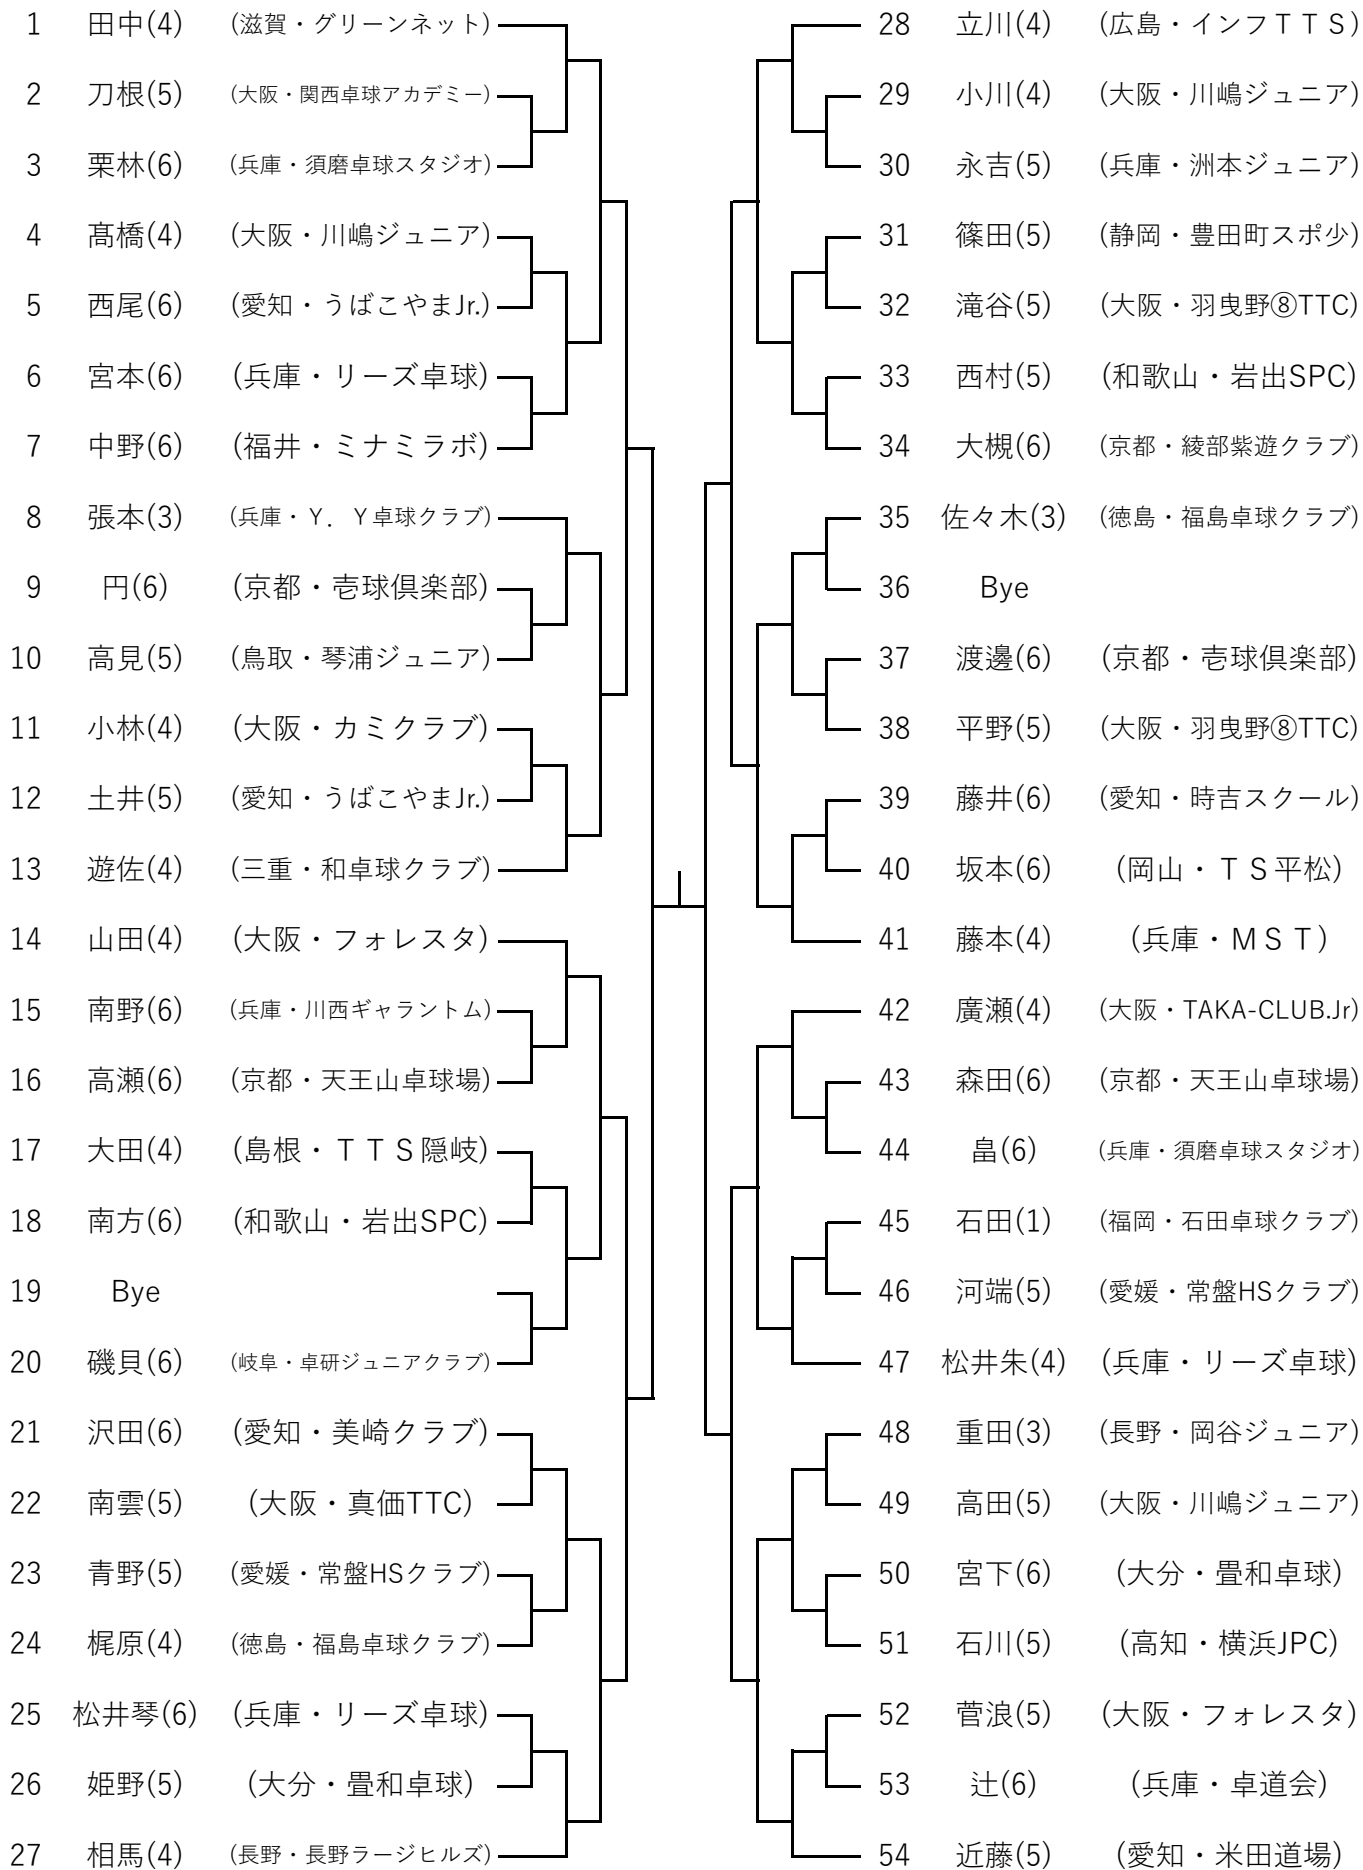 1 田中(4) (滋賀・グリーンネット)
2 刀根(5) (大阪・関西卓球アカデミー)
3 栗林(6) (兵庫・須磨卓球スタジオ)
4 髙橋(4) (大阪・川嶋ジュニア)
5 西尾(6) (愛知・うばこやまJr.)
6 宮本(6) (兵庫・リーズ卓球)
7 中野(6) (福井・ミナミラボ)
8 張本(3) (兵庫・Ｙ．Ｙ卓球クラブ)
9 円(6) (京都・壱球倶楽部)
10 高見(5) (鳥取・琴浦ジュニア)
11 小林(4) (大阪・カミクラブ)
12 土井(5) (愛知・うばこやまJr.)
13 遊佐(4) (三重・和卓球クラブ)
14 山田(4) (大阪・フォレスタ)
15 南野(6) (兵庫・川西ギャラントム)
16 高瀬(6) (京都・天王山卓球場)
17 大田(4) (島根・ＴＴＳ隠岐)
18 南方(6) (和歌山・岩出SPC)
19 Bye
20 磯貝(6) (岐阜・卓研ジュニアクラブ)
21 沢田(6) (愛知・美崎クラブ)
22 南雲(5) (大阪・真価TTC)
23 青野(5) (愛媛・常盤HSクラブ)
24 梶原(4) (徳島・福島卓球クラブ)
25 松井琴(6) (兵庫・リーズ卓球)
26 姫野(5) (大分・畳和卓球)
27 相馬(4) (長野・長野ラージヒルズ)
28 立川(4) (広島・インフＴＴＳ)
29 小川(4) (大阪・川嶋ジュニア)
30 永吉(5) (兵庫・洲本ジュニア)
31 篠田(5) (静岡・豊田町スポ少)
32 滝谷(5) (大阪・羽曳野⑧TTC)
33 西村(5) (和歌山・岩出SPC)
34 大槻(6) (京都・綾部紫遊クラブ)
35 佐々木(3) (徳島・福島卓球クラブ)
36 Bye
37 渡邊(6) (京都・壱球倶楽部)
38 平野(5) (大阪・羽曳野⑧TTC)
39 藤井(6) (愛知・時吉スクール)
40 坂本(6) (岡山・ＴＳ平松)
41 藤本(4) (兵庫・ＭＳＴ)
42 廣瀬(4) (大阪・TAKA-CLUB.Jr)
43 森田(6) (京都・天王山卓球場)
44 畠(6) (兵庫・須磨卓球スタジオ)
45 石田(1) (福岡・石田卓球クラブ)
46 河端(5) (愛媛・常盤HSクラブ)
47 松井朱(4) (兵庫・リーズ卓球)
48 重田(3) (長野・岡谷ジュニア)
49 高田(5) (大阪・川嶋ジュニア)
50 宮下(6) (大分・畳和卓球)
51 石川(5) (高知・横浜JPC)
52 菅浪(5) (大阪・フォレスタ)
53 辻(6) (兵庫・卓道会)
54 近藤(5) (愛知・米田道場)